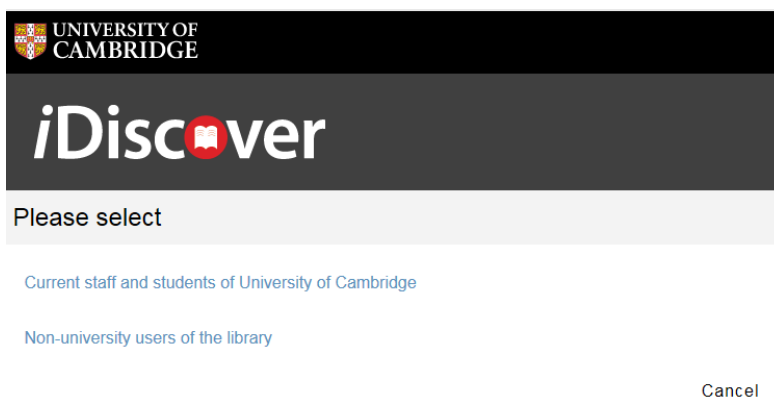 UNIVERSITY OF
CAMBRIDGE
iDiscover
Please select
Current staff and students of University of Cambridge
Non-university users of the library
Cancel